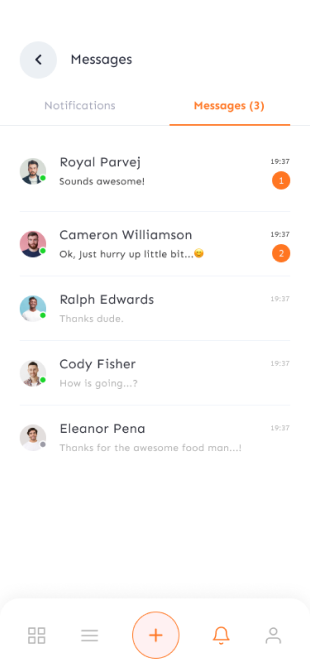 Messages
Notifications
Messages (3)
Royal Parvej
19:37
Sounds awesome!
1
Cameron Williamson
19:37
Ok, Just hurry up little bit...😊
2
Ralph Edwards
19:37
Thanks dude.
Cody Fisher
19:37
How is going...?
Eleanor Pena
19:37
Thanks for the awesome food man...!